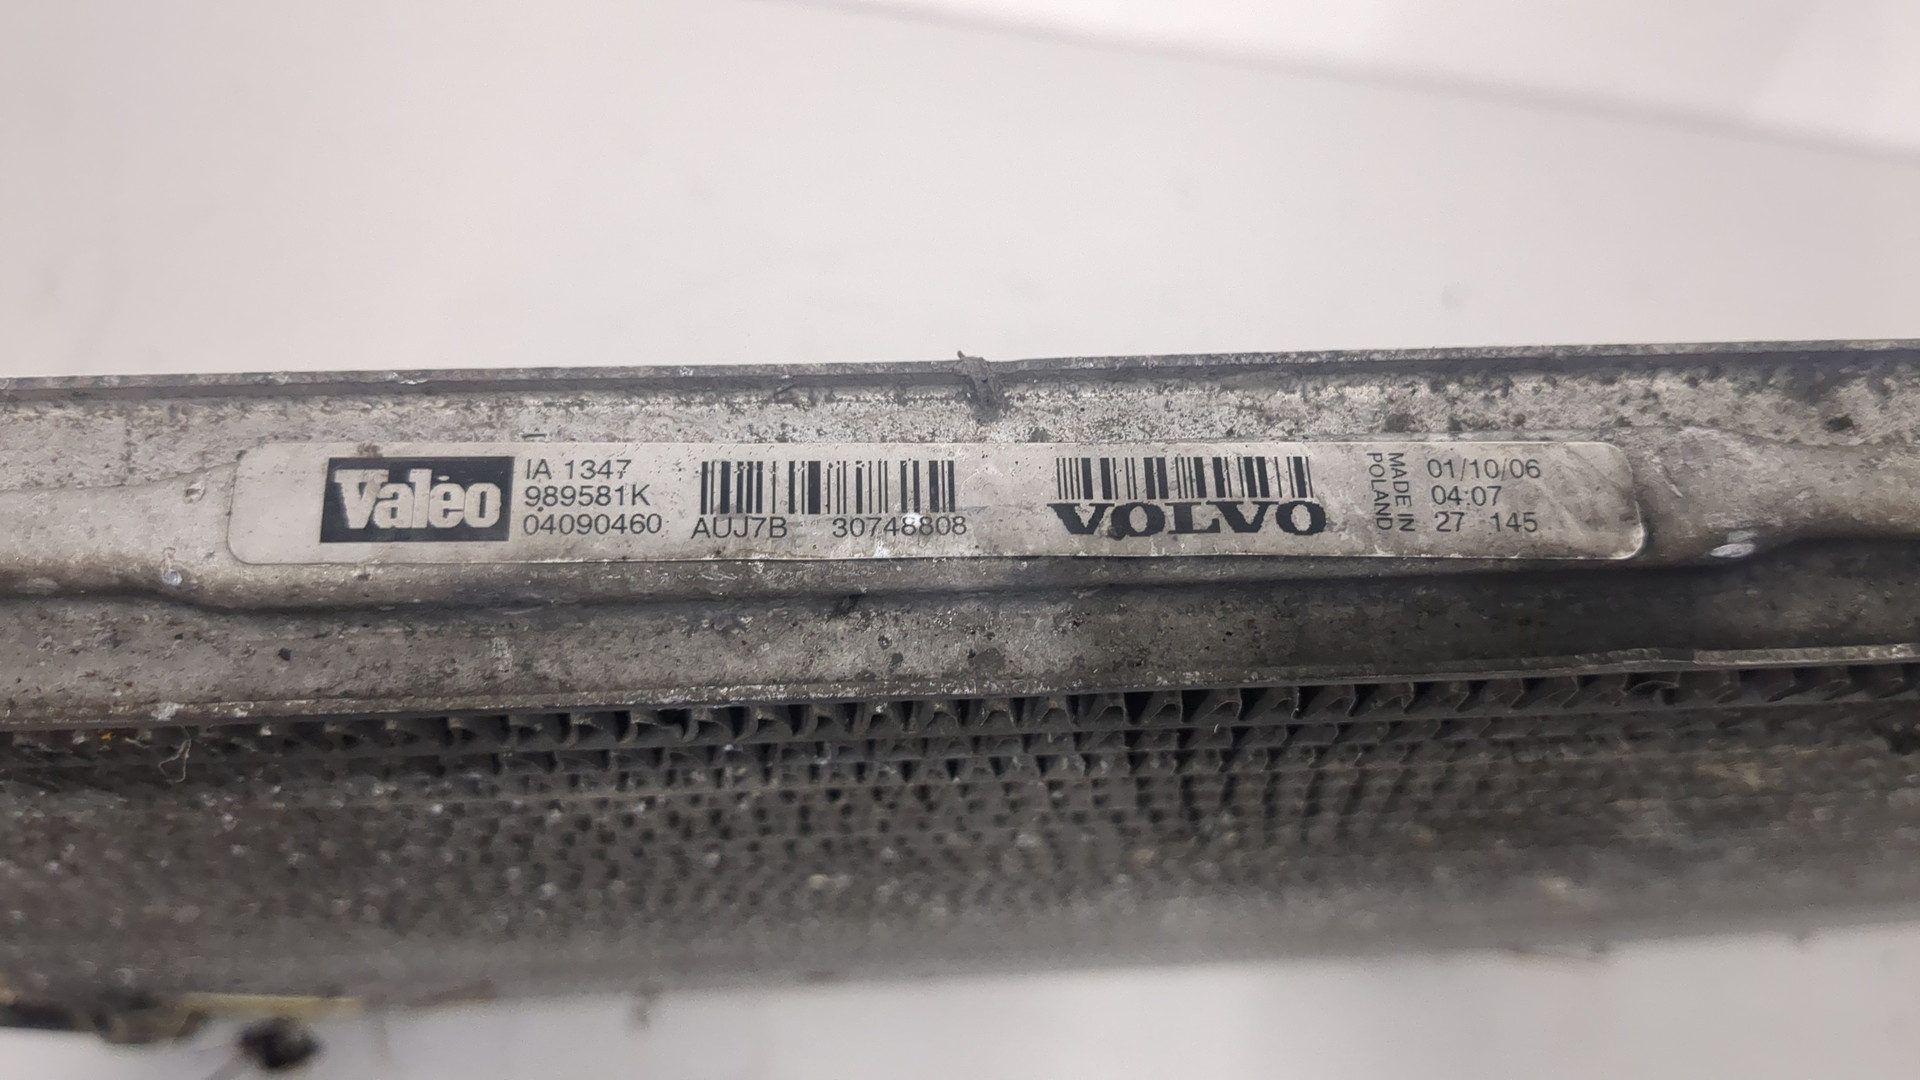 Valeo
IA 1347
989581K
04090460
AUJ7B 30748808
VOLVO
MADE IN
POLAND
01/10/06
04:07
27 145